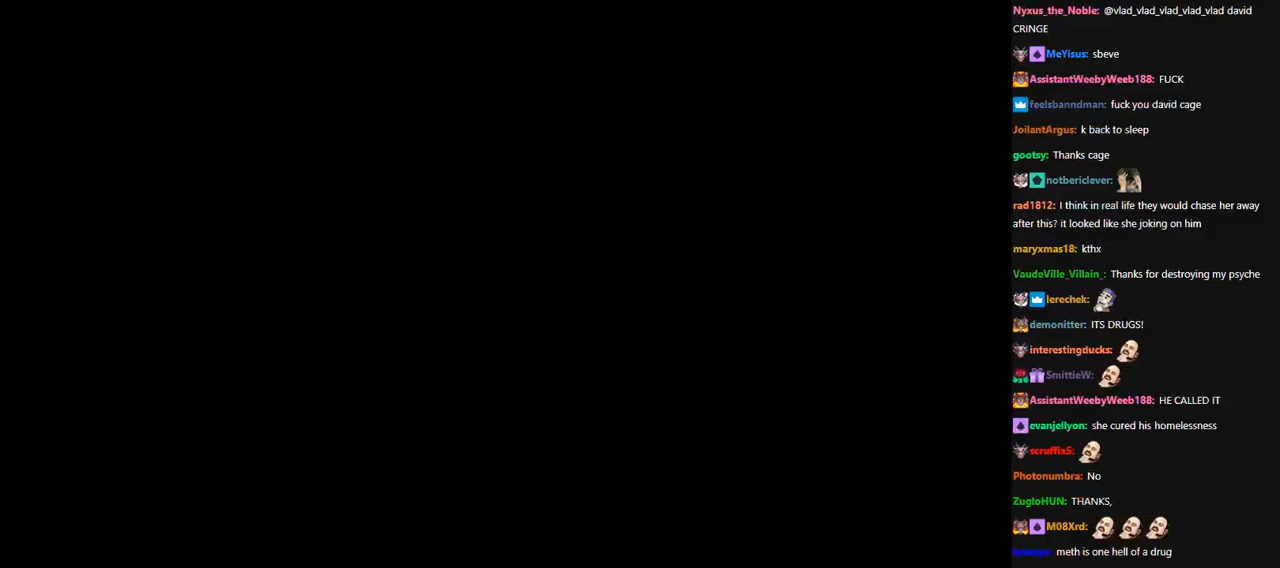 Nyxus_the_Noble: @vlad_vlad_vlad_vlad_vlad david
CRINGE
MeYisus: sbeve
AssistantWeebyWeeb188: FUCK
feelsbanndman: fuck you david cage
JoilantArgus: k back to sleep
gootsy: Thanks cage
notbericlever:
rad1812: I think in real life they would chase her away
after this? it looked like she joking on him
maryxmas18: kthx
VaudeVille_Villain_: Thanks for destroying my psyche
lerechek:
demonitter: ITS DRUGS!
interestingducks:
SmittieW:
AssistantWeebyWeeb188: HE CALLED IT
evanjellyon: she cured his homelessness
scruffix5:
Photonumbra: No
ZugloHUN: THANKS,
M08Xrd:
meth is one hell of a drug